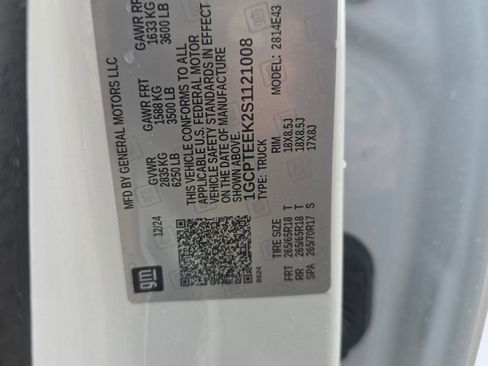 MFD BY GENERAL MOTORS LLC
12/24
GVWR
2835 KG
6250 LB
GAWR FRT
1588 KG
3500 LB
GAWR RR
1633 KG
3600 LB
THIS VEHICLE CONFORMS TO ALL
APPLICABLE U.S. FEDERAL MOTOR
VEHICLE SAFETY STANDARDS IN EFFECT
ON THE DATE OF MANUFACTURE
SHOWN ABOVE.
1GCPTEEK2S1121008
TYPE: TRUCK
MODEL: 2814E43
gm
B624
TIRE SIZE RIM
FRT 265/65R18 T 18X8.5J
RR 265/65R18 T 18X8.5J
SPA 265/70R17 S 17X8J